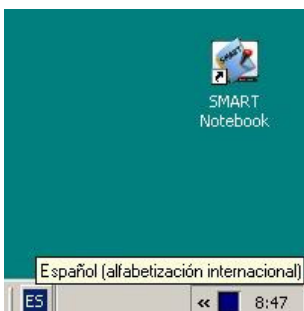 SMART
Notebook
Español (alfabetización internacional)
ES
«
8:47